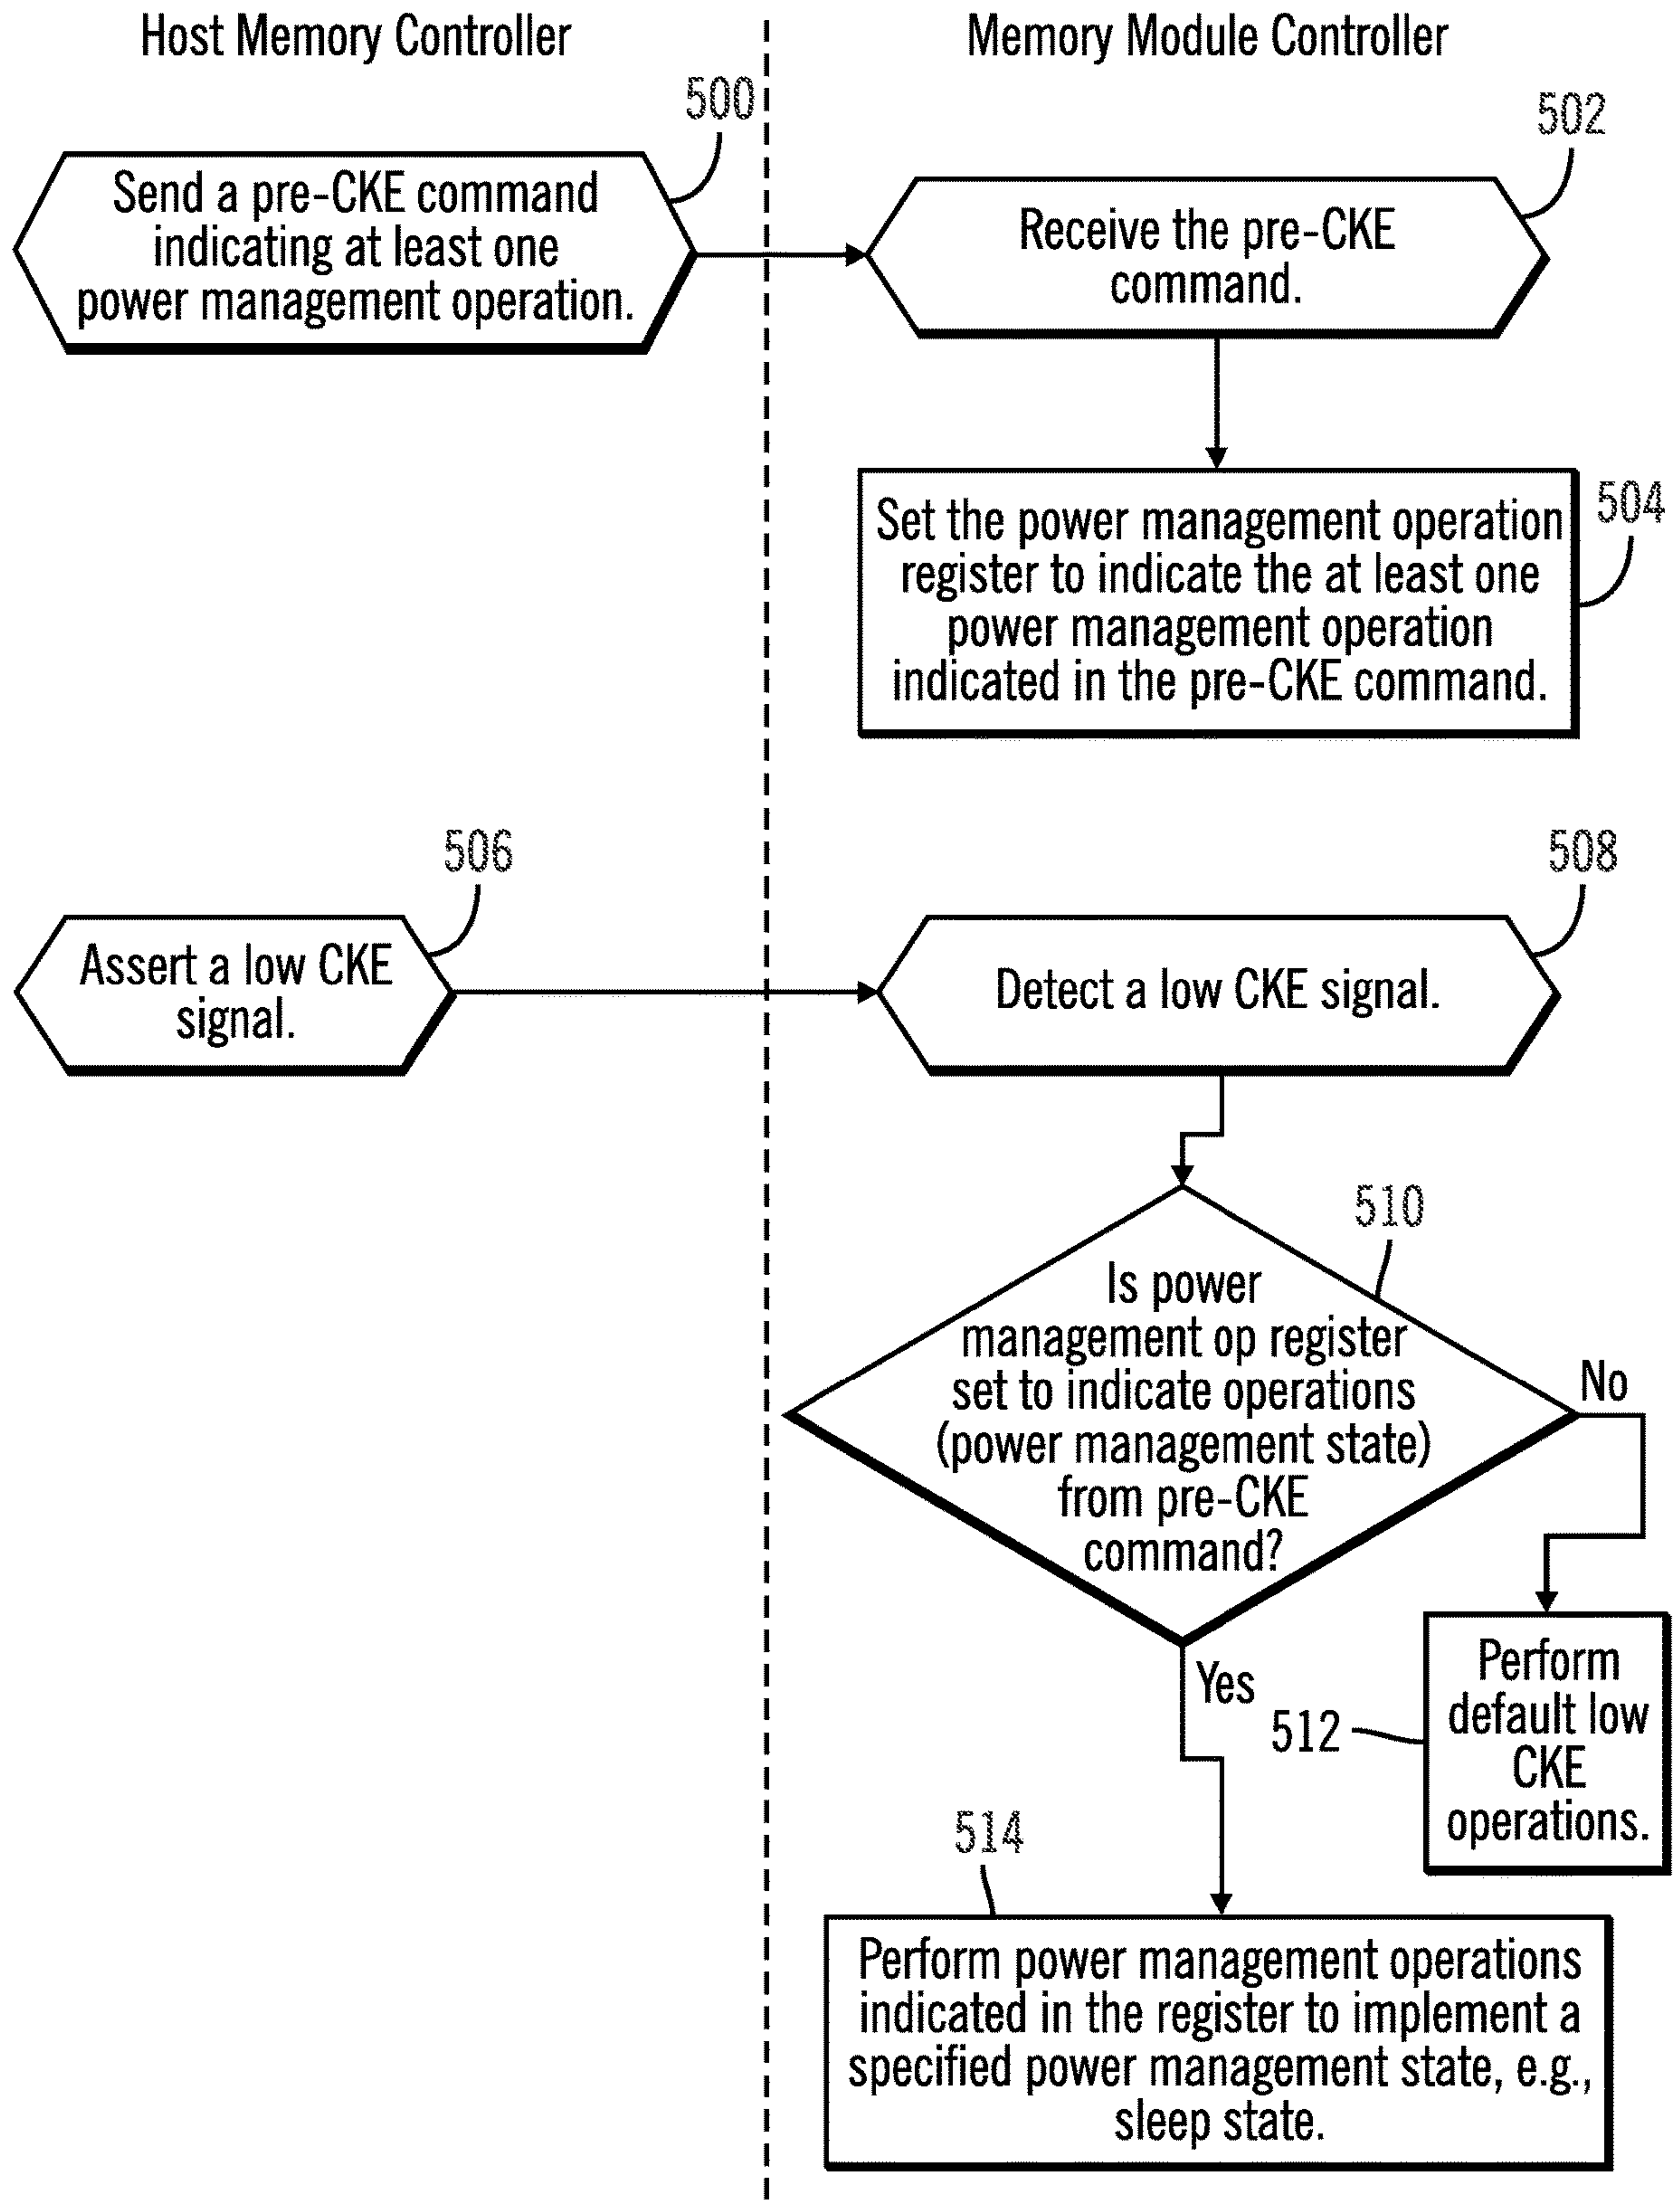 Host Memory Controller
Memory Module Controller
500
502
Send a pre-CKE command
indicating at least one
power management operation.
Receive the pre-CKE
command.
504
Set the power management operation
register to indicate the at least one
power management operation
indicated in the pre-CKE command.
506
508
Assert a low CKE
signal.
Detect a low CKE signal.
510
Is power
management op register
set to indicate operations
(power management state)
from pre-CKE
command?
No
Yes
512
Perform
default low
CKE
operations.
514
Perform power management operations
indicated in the register to implement a
specified power management state, e.g.,
sleep state.